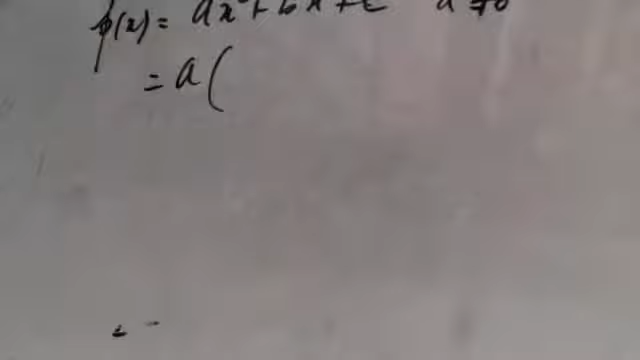 p(x) = ax²+bx+c a≠0
= a(